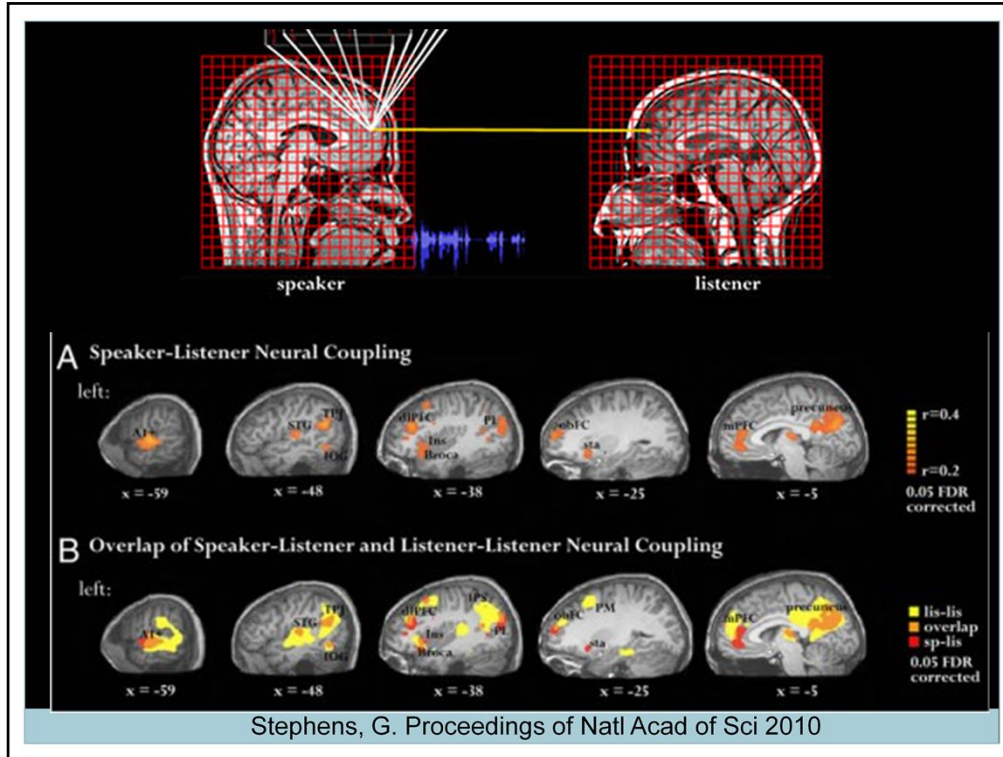 speaker
listener
A Speaker-Listener Neural Coupling
left:
A1+
STG
TPJ
IOG
dlPFC
Ins
Broca
PL
obFC
sta
mPFC
precuneus
x = -59
x = -48
x = -38
x = -25
x = -5
r=0.4
r=0.2
0.05 FDR
corrected
B Overlap of Speaker-Listener and Listener-Listener Neural Coupling
left:
A1+
STG
TPJ
IOG
dlPFC
Ins
Broca
IPS
PL
obFC
PM
sta
mPFC
precuneus
x = -59
x = -48
x = -38
x = -25
x = -5
lis-lis
overlap
sp-lis
0.05 FDR
corrected
Stephens, G. Proceedings of Natl Acad of Sci 2010